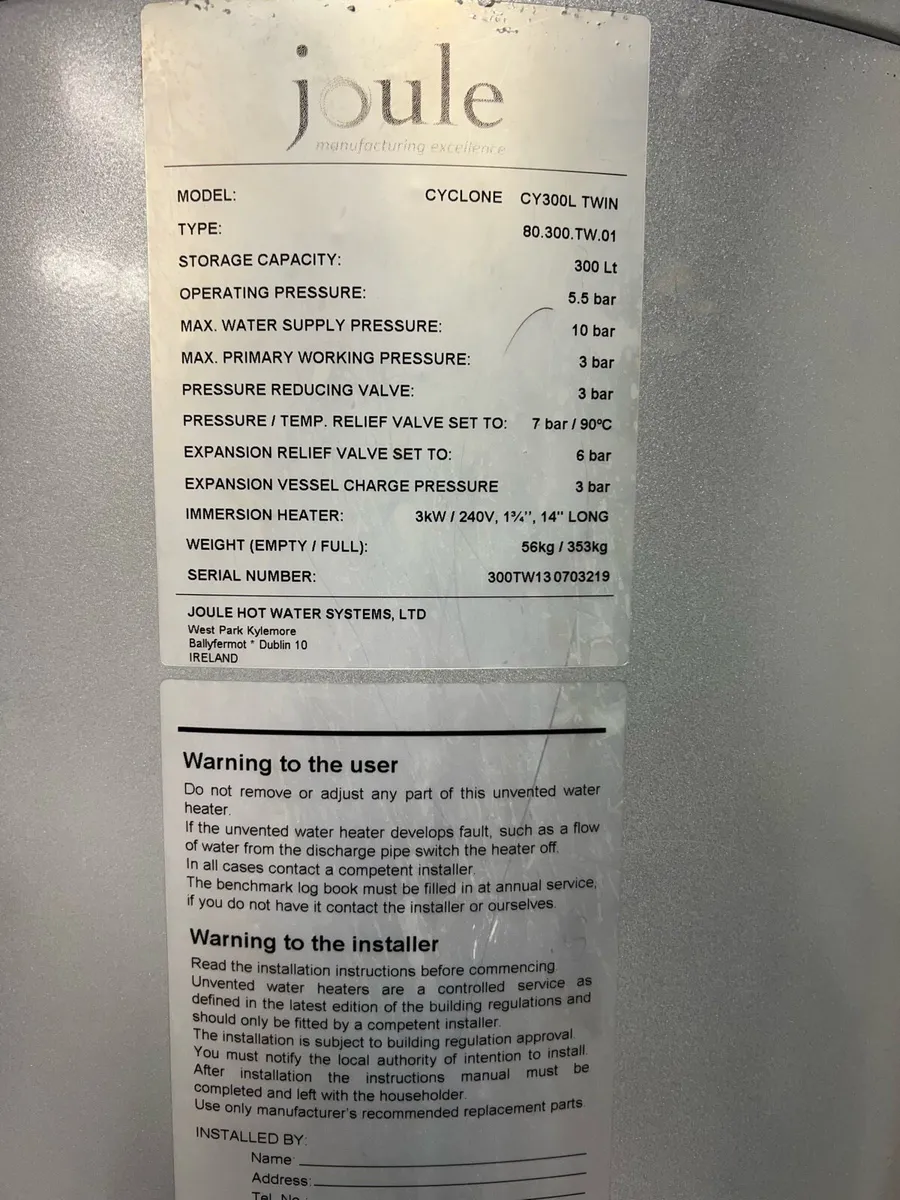 joule
manufacturing excellence
MODEL: CYCLONE CY300L TWIN
TYPE: 80.300.TW.01
STORAGE CAPACITY: 300 Lt
OPERATING PRESSURE: 5.5 bar
MAX. WATER SUPPLY PRESSURE: 10 bar
MAX. PRIMARY WORKING PRESSURE: 3 bar
PRESSURE REDUCING VALVE: 3 bar
PRESSURE / TEMP. RELIEF VALVE SET TO: 7 bar / 90ºC
EXPANSION RELIEF VALVE SET TO: 6 bar
EXPANSION VESSEL CHARGE PRESSURE 3 bar
IMMERSION HEATER: 3kW / 240V, 1¾", 14" LONG
WEIGHT (EMPTY / FULL): 56kg / 353kg
SERIAL NUMBER: 300TW130703219
JOULE HOT WATER SYSTEMS, LTD
West Park Kylemore
Ballyfermot * Dublin 10
IRELAND
Warning to the user
Do not remove or adjust any part of this unvented water
heater.
If the unvented water heater develops fault, such as a flow
of water from the discharge pipe switch the heater off.
In all cases contact a competent installer.
The benchmark log book must be filled in at annual service,
if you do not have it contact the installer or ourselves.
Warning to the installer
Read the installation instructions before commencing.
Unvented water heaters are a controlled service as
defined in the latest edition of the building regulations and
should only be fitted by a competent installer.
The installation is subject to building regulation approval.
You must notify the local authority of intention to install.
After installation the instructions manual must be
completed and left with the householder.
Use only manufacturer's recommended replacement parts.
INSTALLED BY:
Name:
Address:
Tel. No.: